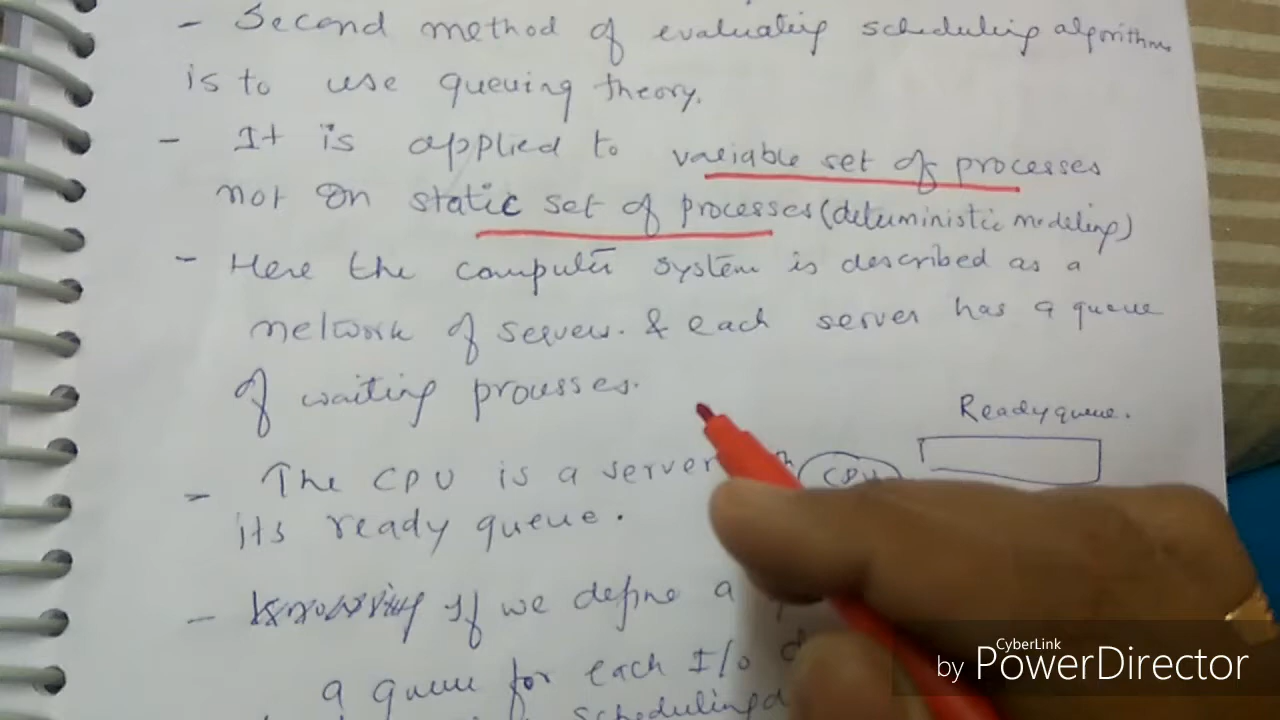 - Second method of evaluating scheduling algorithms
is to use queuing theory.
- It is applied to variable set of processes
not on static set of processes (deterministic modeling)
- Here the computer system is described as a
network of servers. & each server has a queue
of waiting processes.
Ready queue.
- The CPU is a server CPU
its ready queue.
- If we define a
a queue for each I/o
scheduling
CyberLink
by PowerDirector